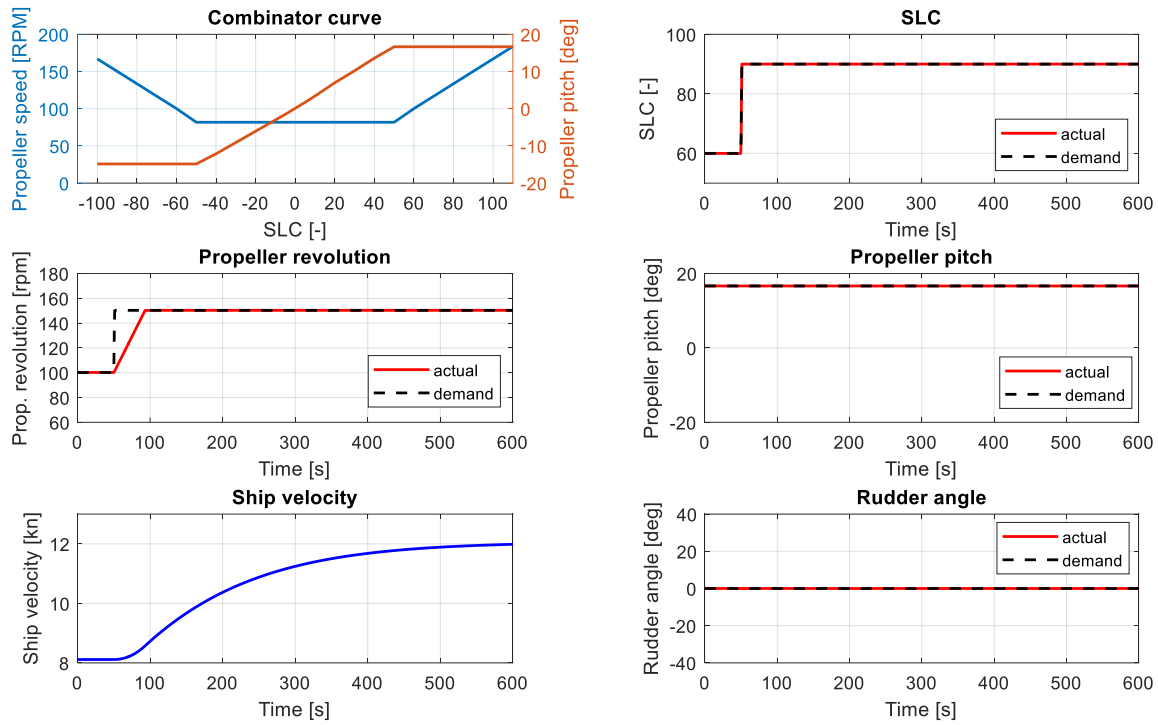 Combinator curve
Propeller speed [RPM]
200
150
100
50
0
20
10
0
-10
-20
Propeller pitch [deg]
-100 -80 -60 -40 -20 0 20 40 60 80 100
SLC [-]
SLC
SLC [-]
100
80
60
actual
demand
0 100 200 300 400 500 600
Time [s]
Propeller revolution
Prop. revolution [rpm]
180
160
140
120
100
80
60
actual
demand
0 100 200 300 400 500 600
Time [s]
Propeller pitch
Propeller pitch [deg]
20
0
-20
actual
demand
0 100 200 300 400 500 600
Time [s]
Ship velocity
Ship velocity [kn]
12
10
8
0 100 200 300 400 500 600
Time [s]
Rudder angle
Rudder angle [deg]
40
20
0
-20
-40
actual
demand
0 100 200 300 400 500 600
Time [s]